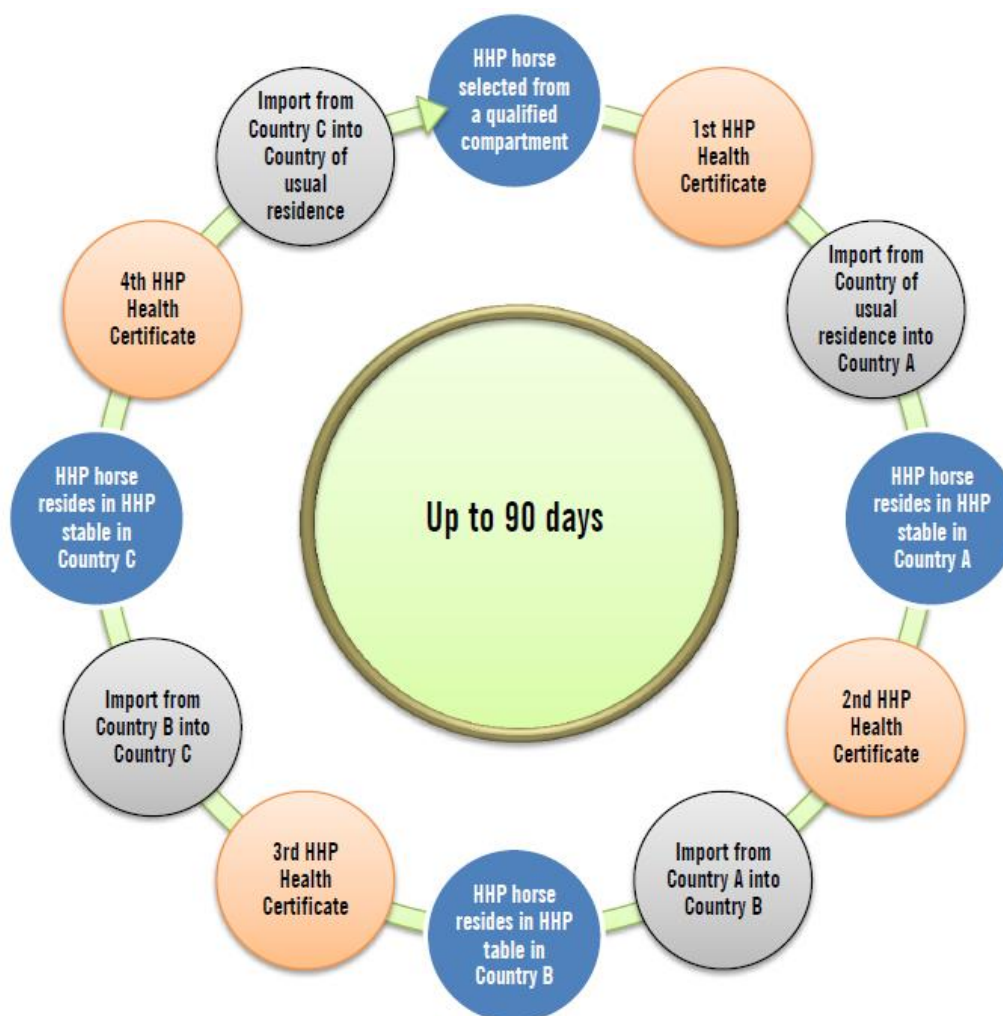 HHP horse
selected from
a qualified
compartment
1st HHP
Health
Certificate
Import from
Country of
usual
residence into
Country A
HHP horse
resides in HHP
stable in
Country A
2nd HHP
Health
Certificate
Import from
Country A into
Country B
HHP horse
resides in HHP
table in
Country B
3rd HHP
Health
Certificate
Import from
Country B into
Country C
HHP horse
resides in HHP
stable in
Country C
4th HHP
Health
Certificate
Import from
Country C into
Country of
usual
residence
Up to 90 days